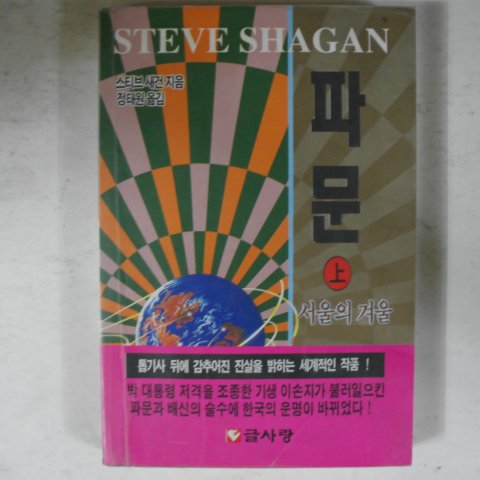 STEVE SHAGAN
스티브 샤건 지음
정태원 옮김
파문
上
서울의 겨울
톱기사 뒤에 감추어진 진실을 밝히는 세계적인 작품 !
박 대통령 저격을 조종한 기생 이손지가 불러일으킨
파문과 배신의 술수에 한국의 운명이 바뀌었다 !
글사랑